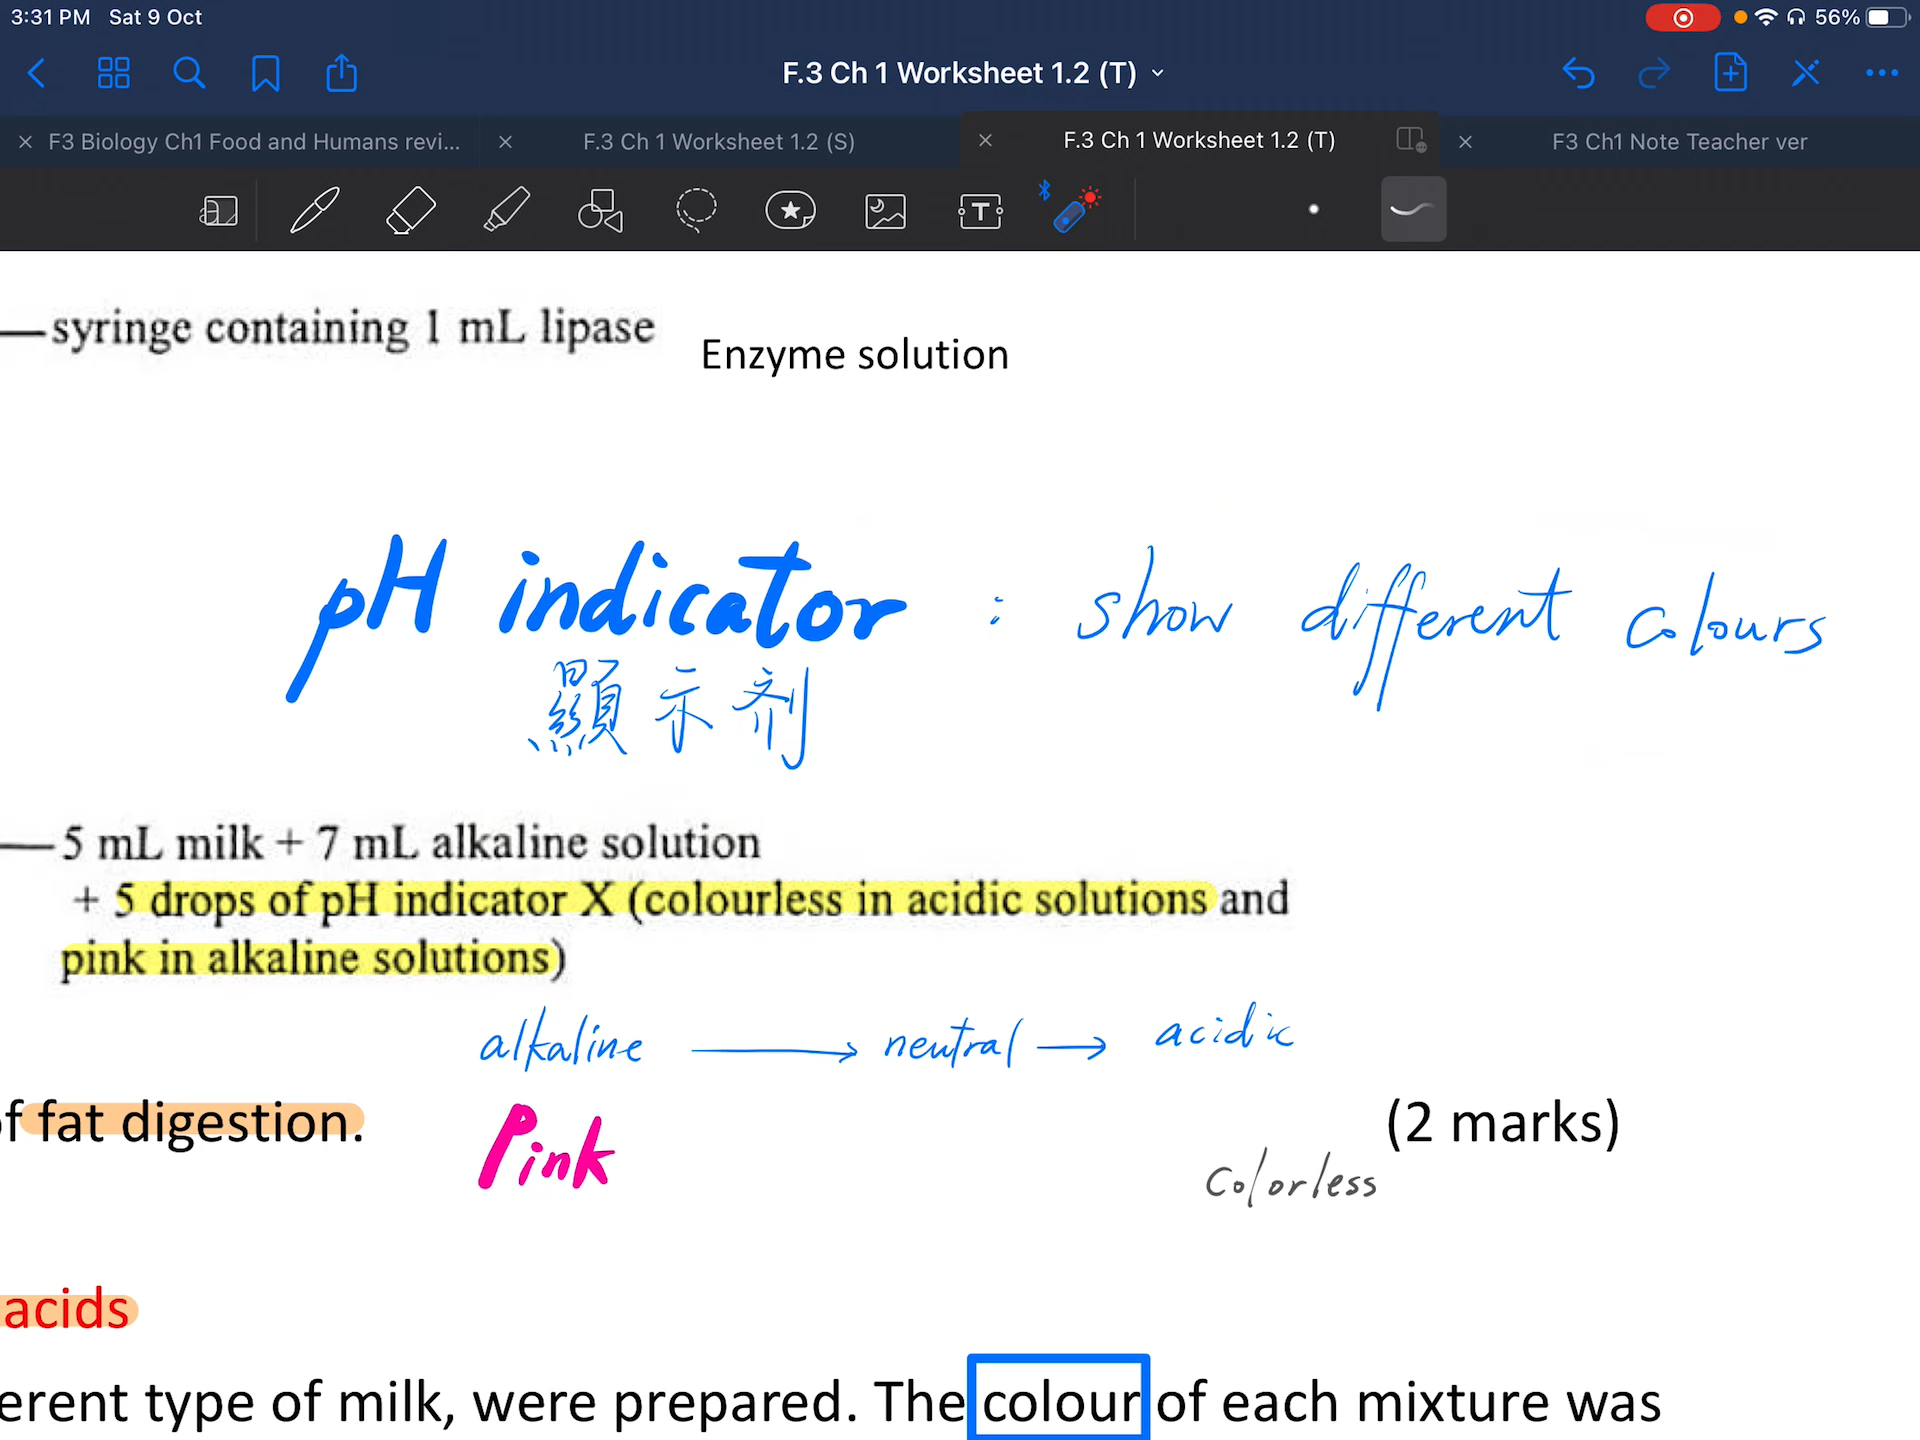 3:31 PM Sat 9 Oct
56%
F.3 Ch 1 Worksheet 1.2 (T)
F3 Biology Ch1 Food and Humans revi...
F.3 Ch 1 Worksheet 1.2 (S)
F.3 Ch 1 Worksheet 1.2 (T)
F3 Ch1 Note Teacher ver
syringe containing 1 mL lipase
Enzyme solution
pH indicator : show different colours
顯示剂
5 mL milk + 7 mL alkaline solution
+ 5 drops of pH indicator X (colourless in acidic solutions and
pink in alkaline solutions)
alkaline → neutral → acidic
f fat digestion.
Pink
(2 marks)
Colorless
acids
erent type of milk, were prepared. The colour of each mixture was